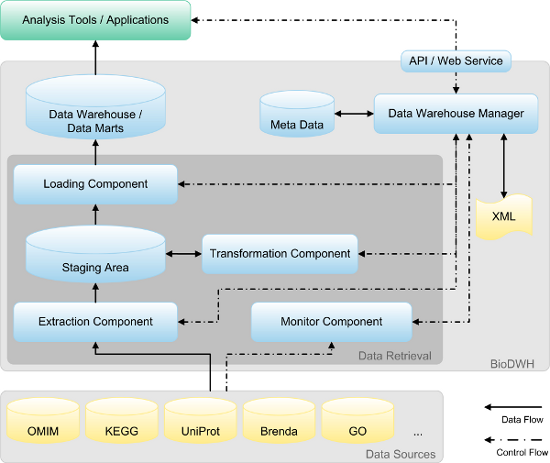 Analysis Tools / Applications
API / Web Service
Data Warehouse /
Data Marts
Meta Data
Data Warehouse Manager
Loading Component
XML
Staging Area
Transformation Component
Extraction Component
Monitor Component
Data Retrieval
BioDWH
OMIM
KEGG
UniProt
Brenda
GO
...
Data Sources
Data Flow
Control Flow